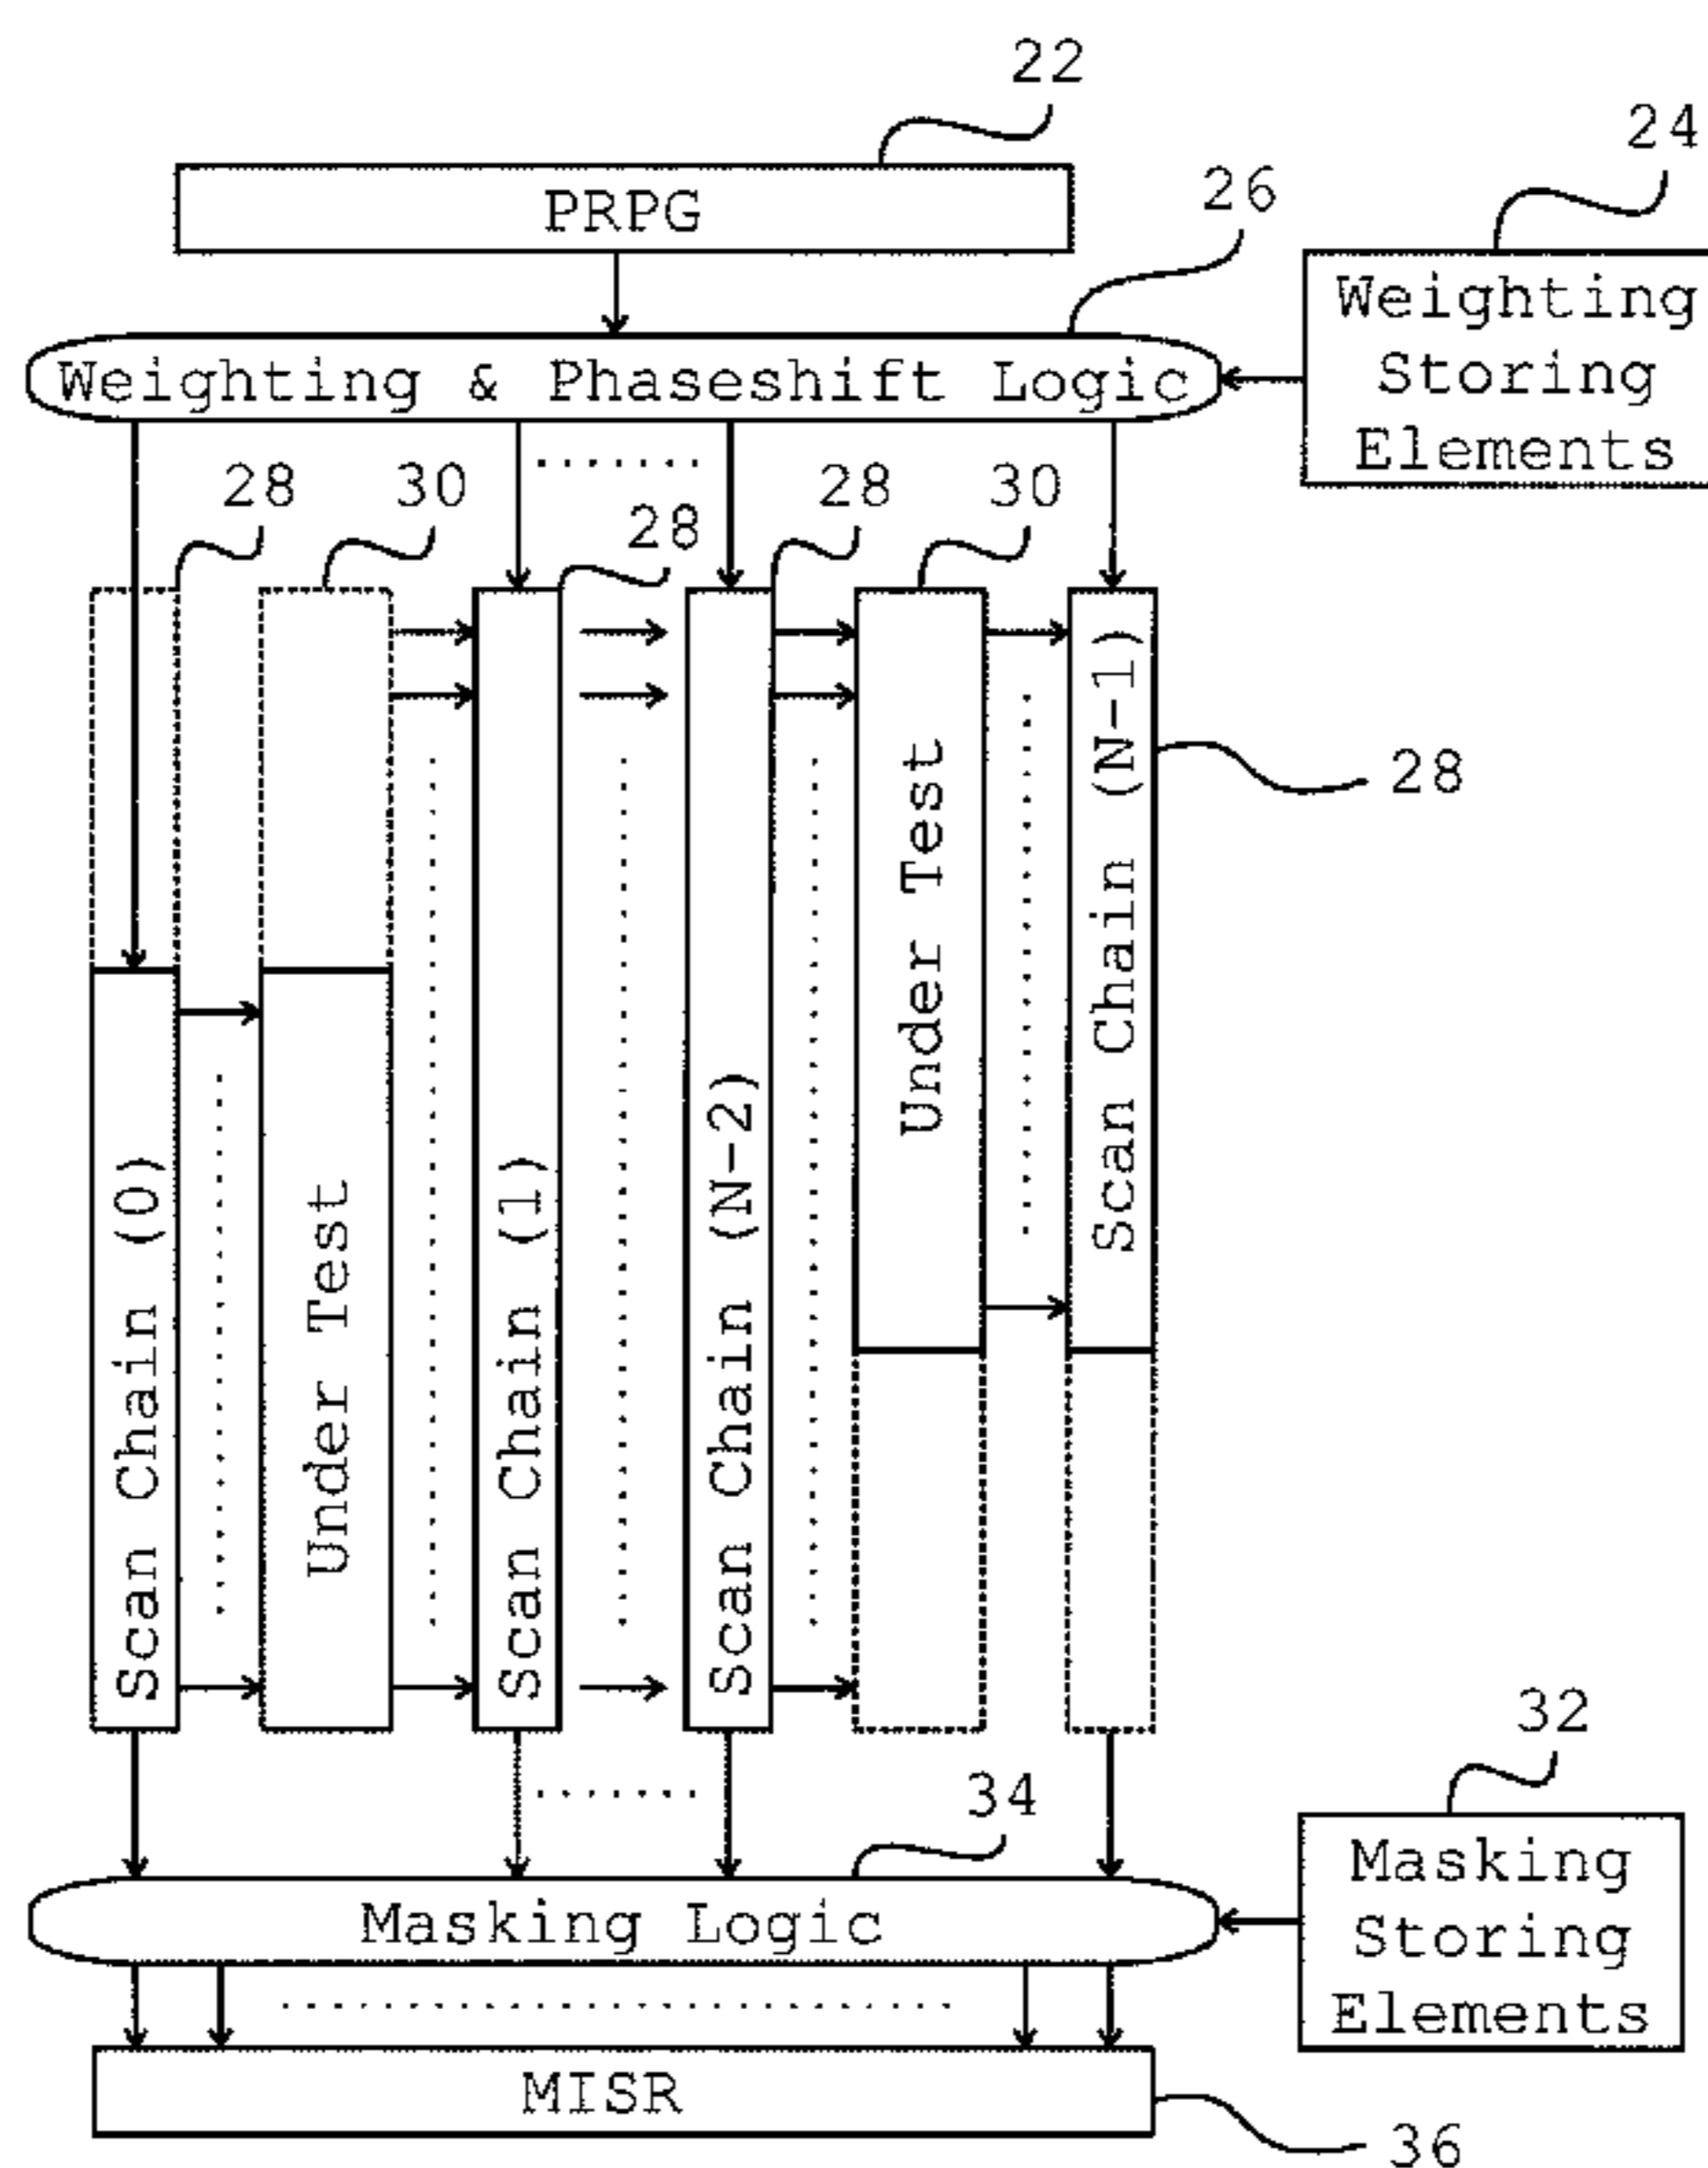 22
24
PRPG
26
Weighting
Storing
Elements
Weighting & Phaseshift Logic
28
30
28
28
30
Scan Chain (0)
Under Test
Scan Chain (1)
Scan Chain (N-2)
Under Test
Scan Chain (N-1)
28
32
34
Masking
Storing
Elements
Masking Logic
MISR
36